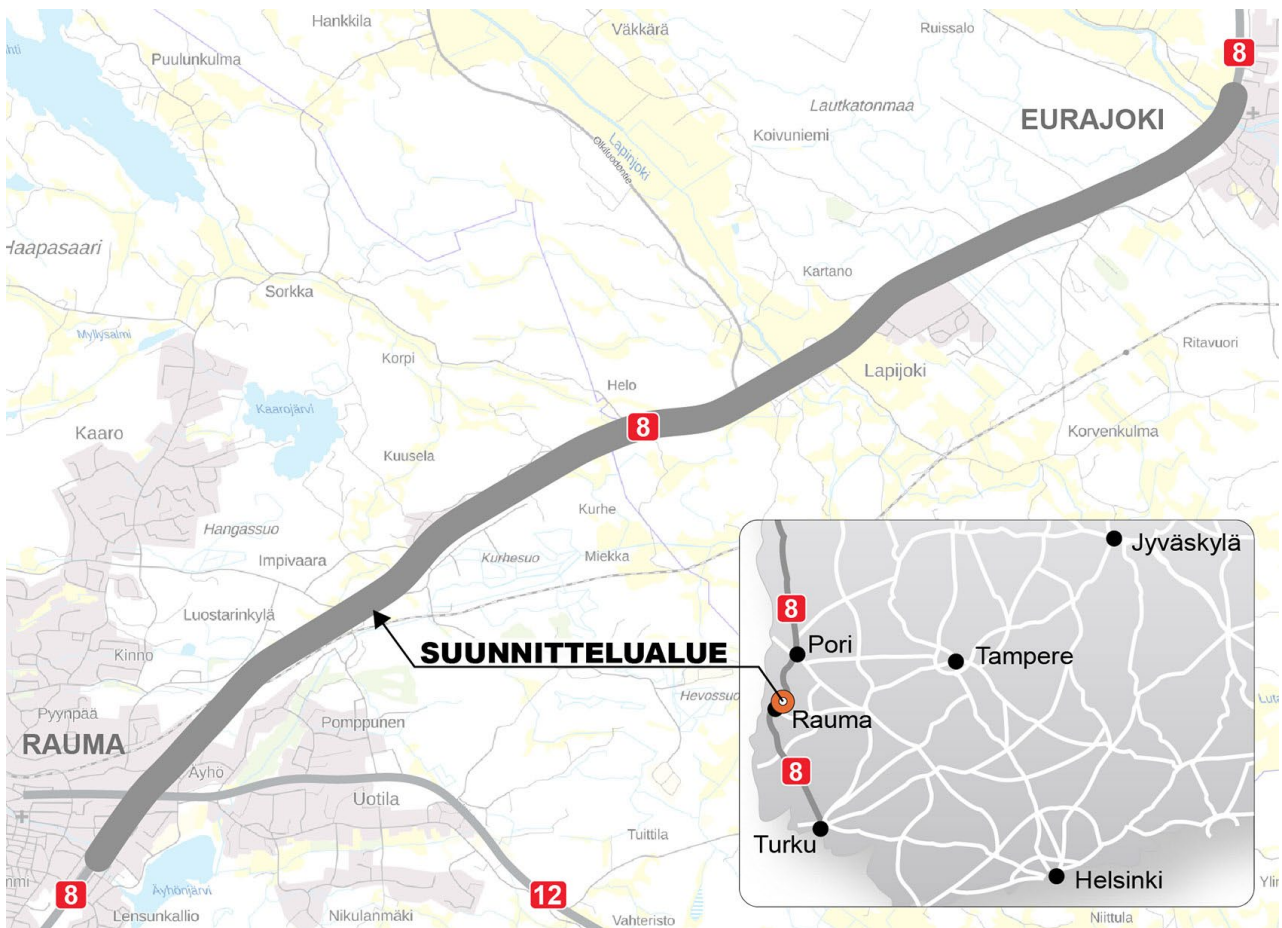 Hankkila
Väkkärä
Ruissalo
8
Puulunkulma
Lautkatonmaa
EURAJOKI
Koivuniemi
Lapinjoki
Olkiluodontie
Haapasaari
Kartano
Sorkka
Myllysalmi
Ritavuori
Korpi
Lapijoki
Helo
Kaarojärvi
8
Kaaro
Korvenkulma
Kuusela
Kurhe
Hangassuo
Impivaara
Kurhesuo
Miekka
Jyväskylä
Luostarinkylä
8
Pori
Kinno
SUUNNITTELUALUE
Tampere
Hevossuo
Pyynpää
Pomppunen
Rauma
RAUMA
Äyhö
8
Uotila
Tuittila
Turku
Helsinki
8
Äyhönjärvi
12
Lensunkallio
Nikulanmäki
Vahteristo
Niittula